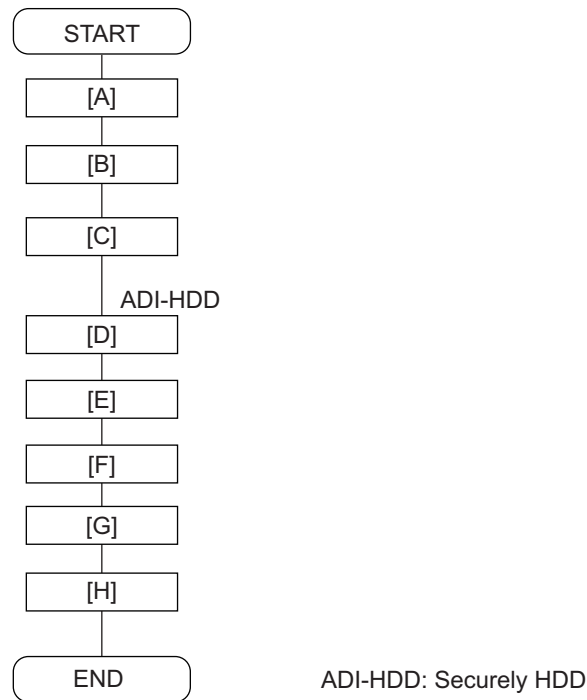 START
[A]
[B]
[C]
ADI-HDD
[D]
[E]
[F]
[G]
[H]
END
ADI-HDD: Securely HDD